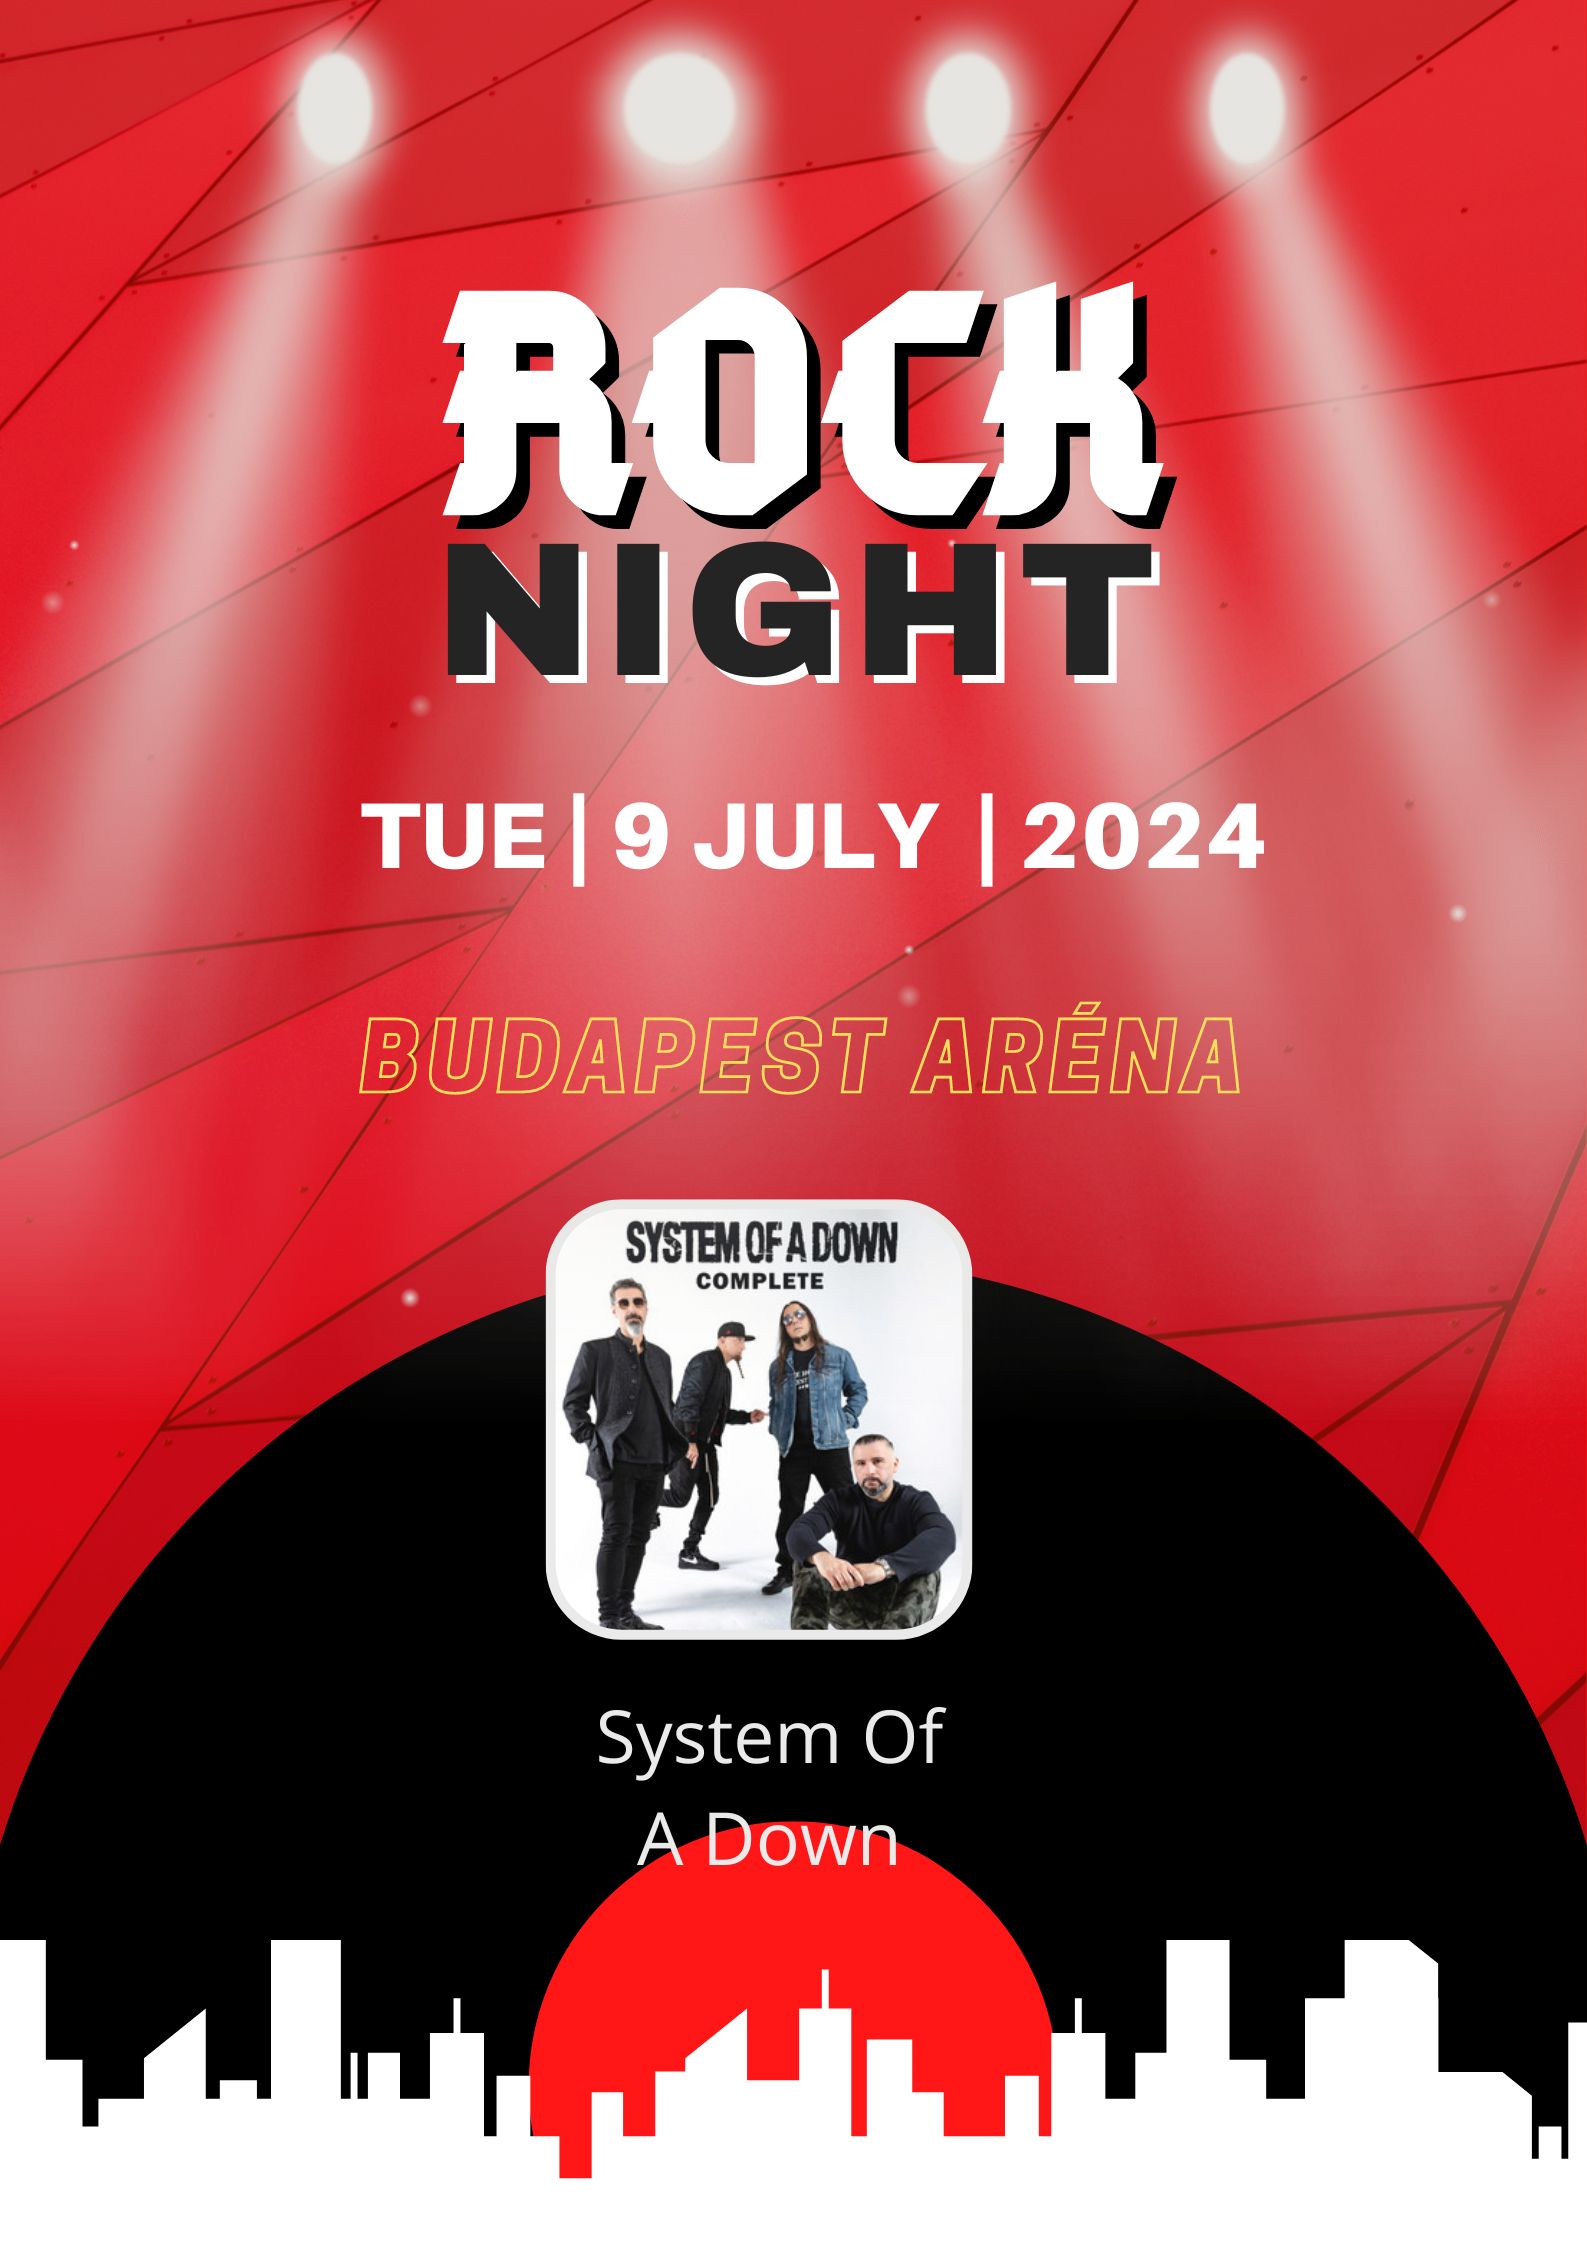 ROCK
NIGHT
TUE | 9 JULY | 2024
BUDAPEST ARÉNA
SYSTEM OF A DOWN
COMPLETE
System Of
A Down